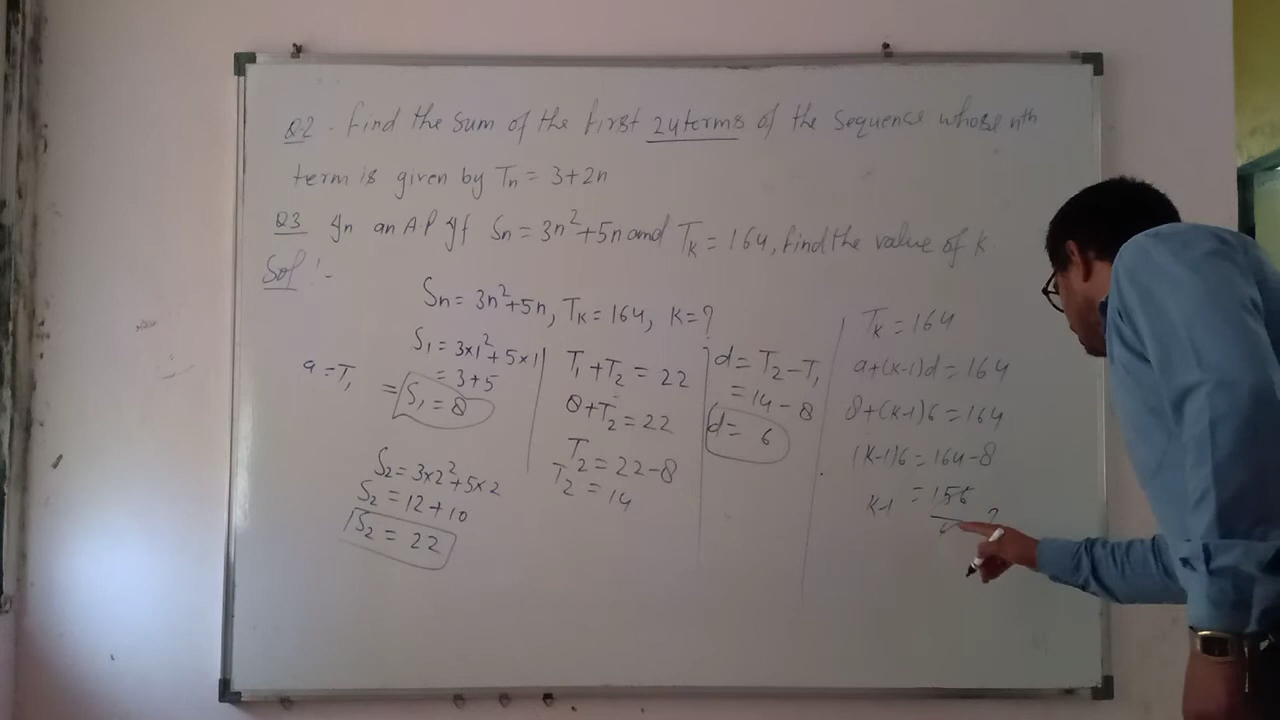 Q2. Find the sum of the first 24 terms of the sequence whose nth
term is given by Tn = 3+2n
Q3 In an A.P If Sn = 3n²+5n and TK = 164, find the value of K
Sol:-
Sn = 3n²+5n, TK = 164, K=?
S1 = 3×1²+5×1
= 3+5
a = T1 = S1 = 8
S2 = 3×2²+5×2
S2 = 12+10
S2 = 22
T1+T2 = 22
8+T2 = 22
T2 = 22-8
T2 = 14
d = T2-T1
= 14-8
d = 6
TK = 164
a+(K-1)d = 164
8+(K-1)6 = 164
(K-1)6 = 164-8
K-1 = 156